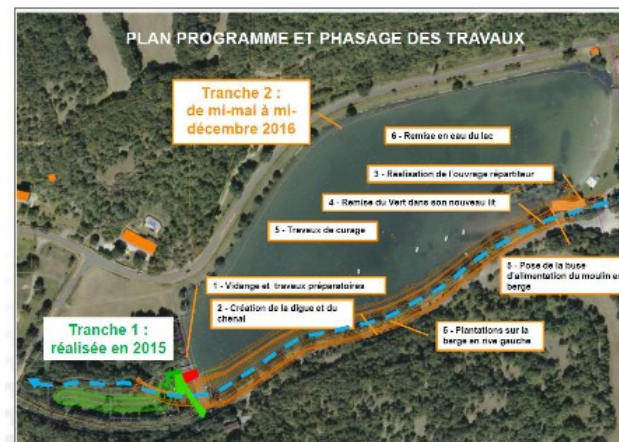 PLAN PROGRAMME ET PHASAGE DES TRAVAUX
Tranche 2 :
de mi-mai à mi-
décembre 2016
6 - Remise en eau du lac
3 - Réalisation de l'ouvrage répartiteur
4 - Remise du Vert dans son nouveau lit
5 - Travaux de curage
5 - Pose de la buse
d'alimentation du moulin en
berge
1 - Vidange et travaux préparatoires
2 - Création de la digue et du
chenal
Tranche 1 :
réalisée en 2015
5 - Plantations sur la
berge en rive gauche